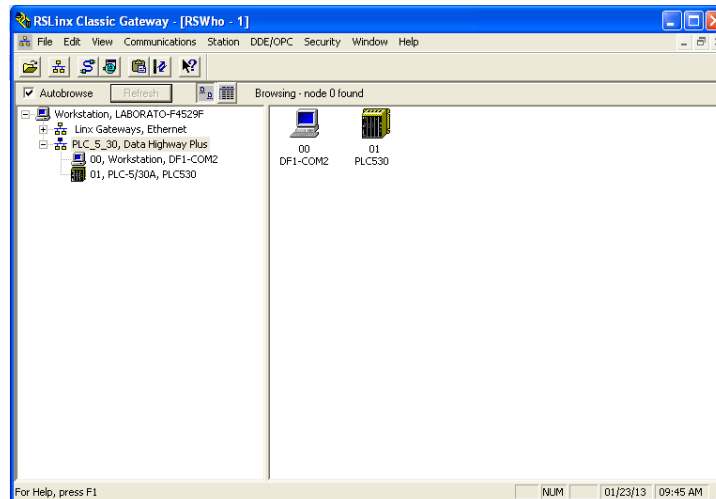 RSLinx Classic Gateway - [RSWho - 1]
File Edit View Communications Station DDE/OPC Security Window Help
Autobrowse Refresh Browsing - node 0 found
Workstation, LABORATO-F4529F
Linx Gateways, Ethernet
PLC_5_30, Data Highway Plus
00, Workstation, DF1-COM2
01, PLC-5/30A, PLC530
00
DF1-COM2
01
PLC530
For Help, press F1 NUM 01/23/13 09:45 AM